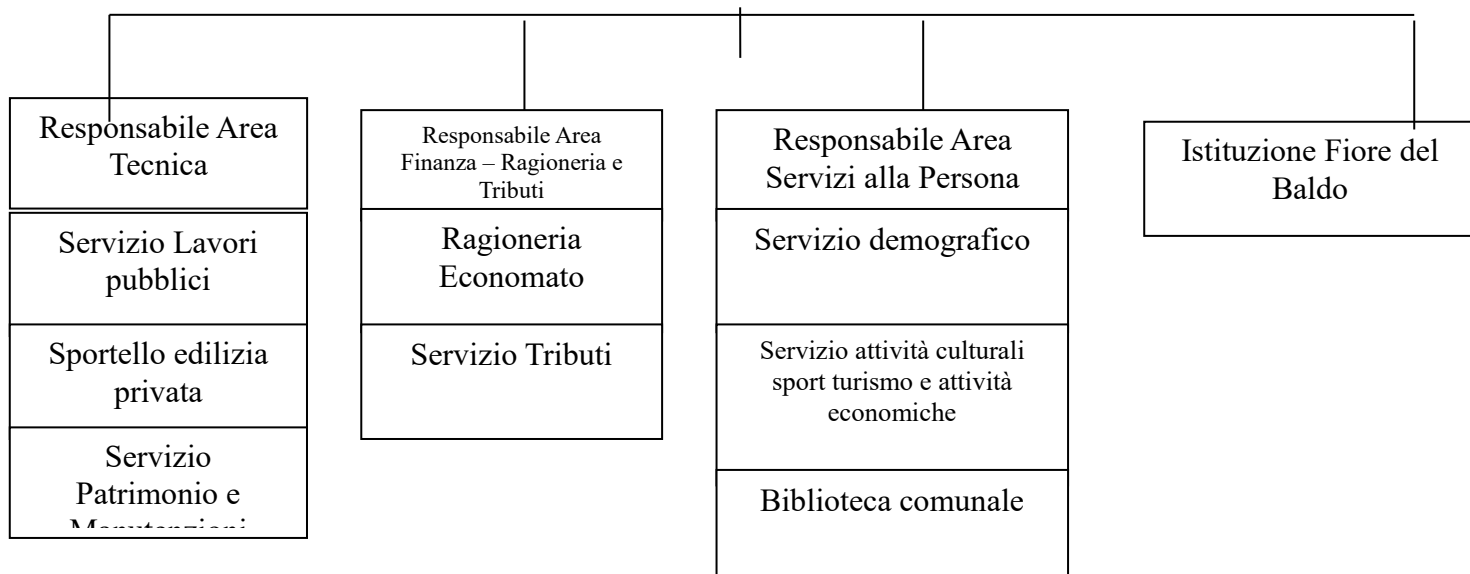 Responsabile Area
Tecnica
Servizio Lavori
pubblici
Sportello edilizia
privata
Servizio
Patrimonio e
Responsabile Area
Finanza – Ragioneria e
Tributi
Ragioneria
Economato
Servizio Tributi
Responsabile Area
Servizi alla Persona
Servizio demografico
Servizio attività culturali
sport turismo e attività
economiche
Biblioteca comunale
Istituzione Fiore del
Baldo